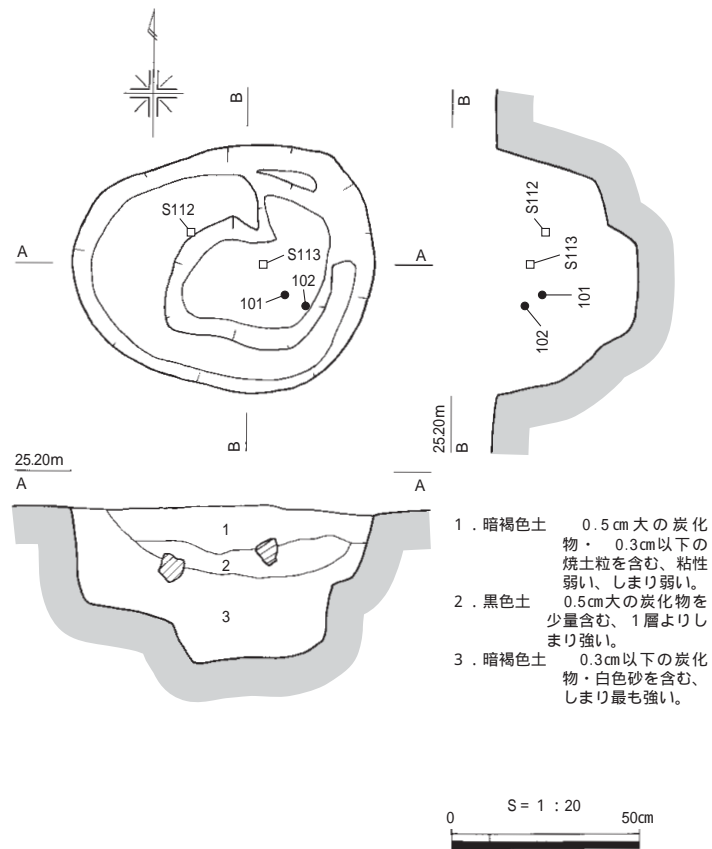 B
B
S112
S112
S113
S113
A
A
102
101
101
102
B
25.20m
B
25.20m
A
A
1
2
3
1．暗褐色土　0.5㎝大の炭化
物・　0.3㎝以下の
焼土粒を含む、粘性
弱い、しまり弱い。
2．黒色土　0.5㎝大の炭化物を
少量含む、1層よりし
まり強い。
3．暗褐色土　0.3㎝以下の炭化
物・白色砂を含む、
しまり最も強い。
S = 1 : 20
0
50㎝